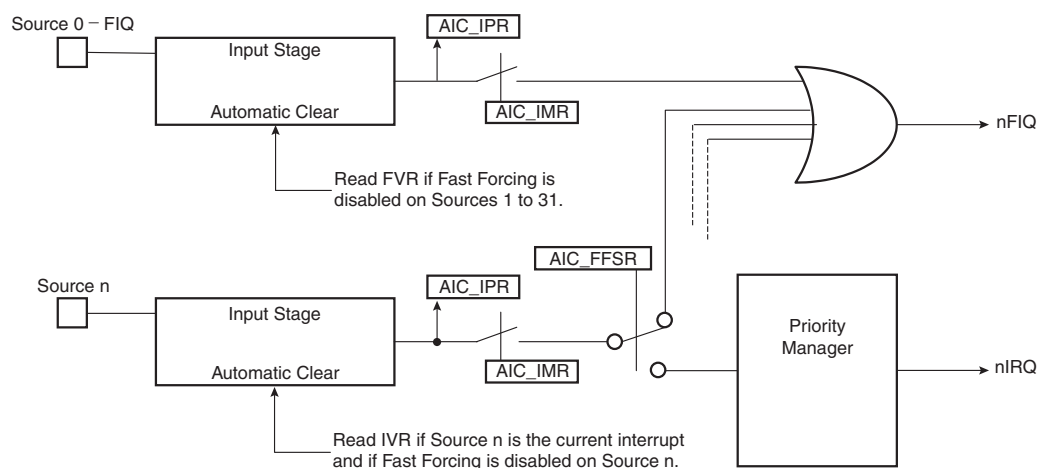 Source 0 – FIQ
AIC_IPR
Input Stage
Automatic Clear
AIC_IMR
nFIQ
Read FVR if Fast Forcing is
disabled on Sources 1 to 31.
AIC_FFSR
Source n
AIC_IPR
Input Stage
Priority
Manager
Automatic Clear
AIC_IMR
nIRQ
Read IVR if Source n is the current interrupt
and if Fast Forcing is disabled on Source n.